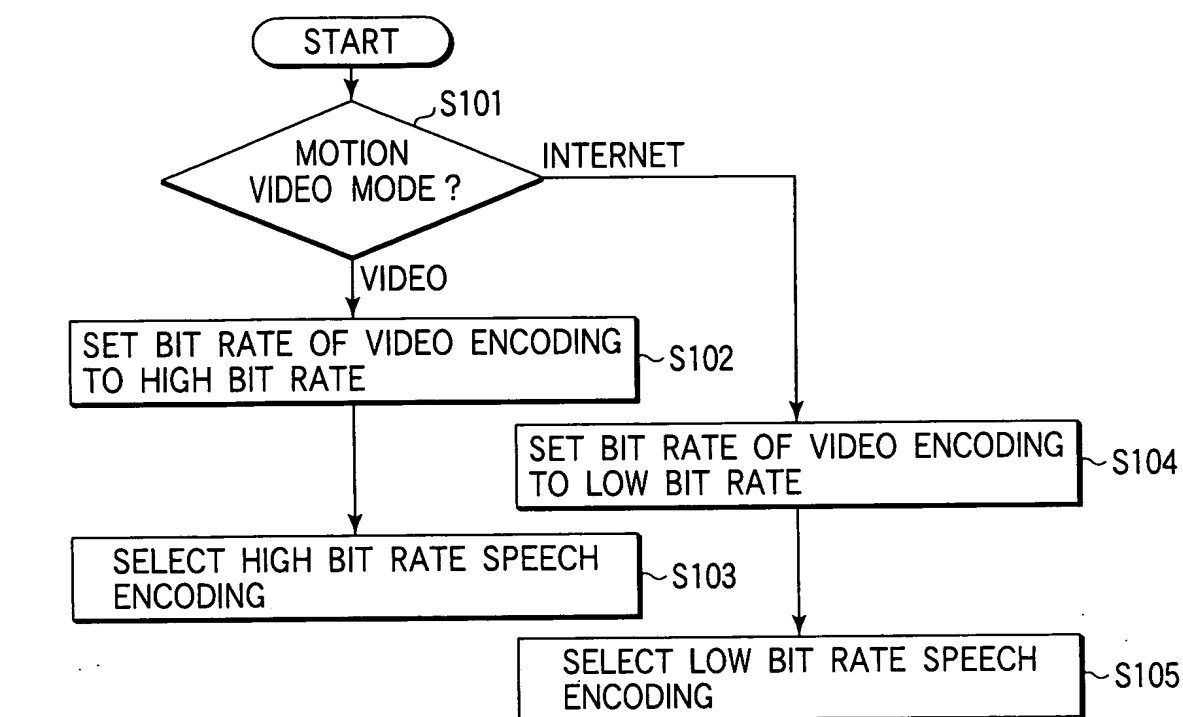 START
S101
MOTION
VIDEO MODE?
INTERNET
VIDEO
SET BIT RATE OF VIDEO ENCODING
TO HIGH BIT RATE
S102
SET BIT RATE OF VIDEO ENCODING
TO LOW BIT RATE
S104
SELECT HIGH BIT RATE SPEECH
ENCODING
S103
SELECT LOW BIT RATE SPEECH
ENCODING
S105